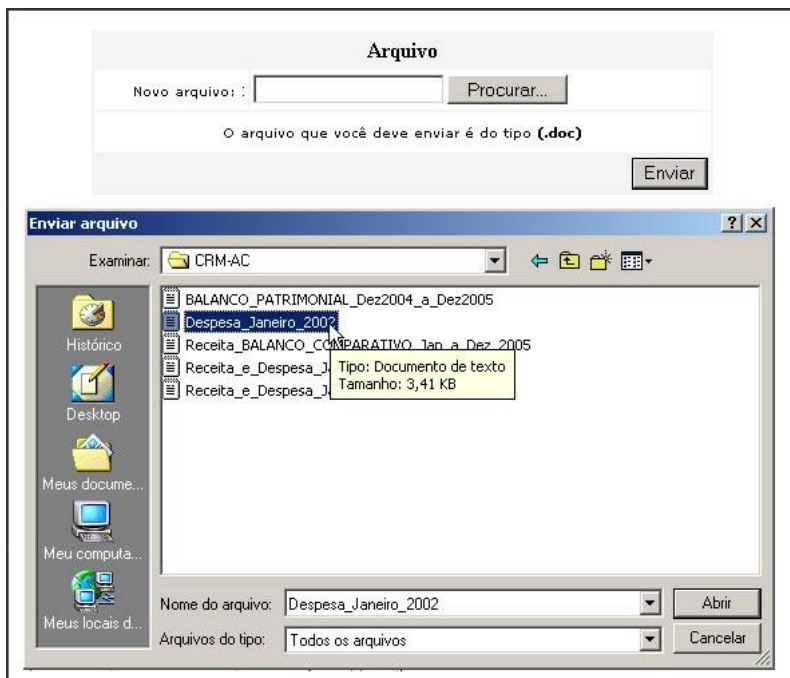 Arquivo
Novo arquivo: :
Procurar...
O arquivo que você deve enviar é do tipo (.doc)
Enviar
Enviar arquivo
Examinar: CRM-AC
BALANCO_PATRIMONIAL_Dez2004_a_Dez2005
Despesa_Janeiro_2002
Receita_BALANCO_COMPARATIVO_Jan_a_Dez_2005
Receita_e_Despesa_J
Receita_e_Despesa_J
Tipo: Documento de texto
Tamanho: 3,41 KB
Histórico
Desktop
Meus docume...
Meu computa...
Meus locais d...
Nome do arquivo: Despesa_Janeiro_2002 Abrir
Arquivos do tipo: Todos os arquivos Cancelar